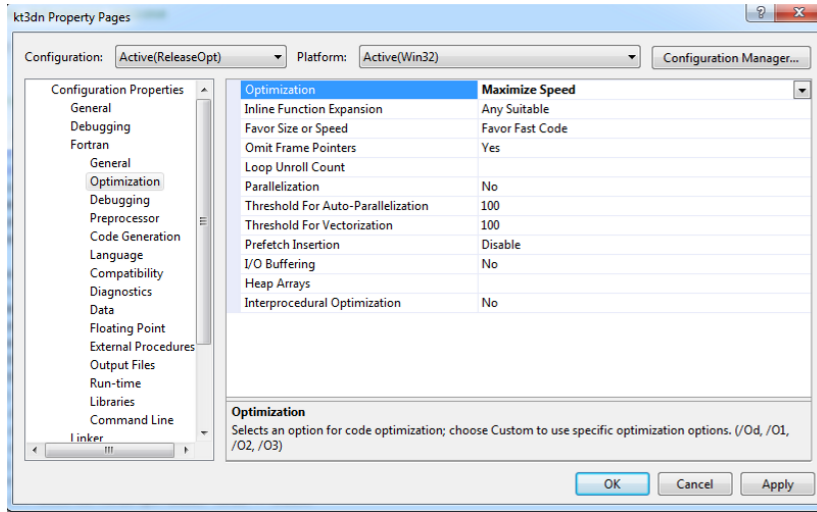 kt3dn Property Pages
Configuration: Active(ReleaseOpt) Platform: Active(Win32) Configuration Manager...
Configuration Properties
General
Debugging
Fortran
General
Optimization
Debugging
Preprocessor
Code Generation
Language
Compatibility
Diagnostics
Data
Floating Point
External Procedures
Output Files
Run-time
Libraries
Command Line
Linker
Optimization Maximize Speed
Inline Function Expansion Any Suitable
Favor Size or Speed Favor Fast Code
Omit Frame Pointers Yes
Loop Unroll Count
Parallelization No
Threshold For Auto-Parallelization 100
Threshold For Vectorization 100
Prefetch Insertion Disable
I/O Buffering No
Heap Arrays
Interprocedural Optimization No
Optimization
Selects an option for code optimization; choose Custom to use specific optimization options. (/Od, /O1,
/O2, /O3)
OK Cancel Apply